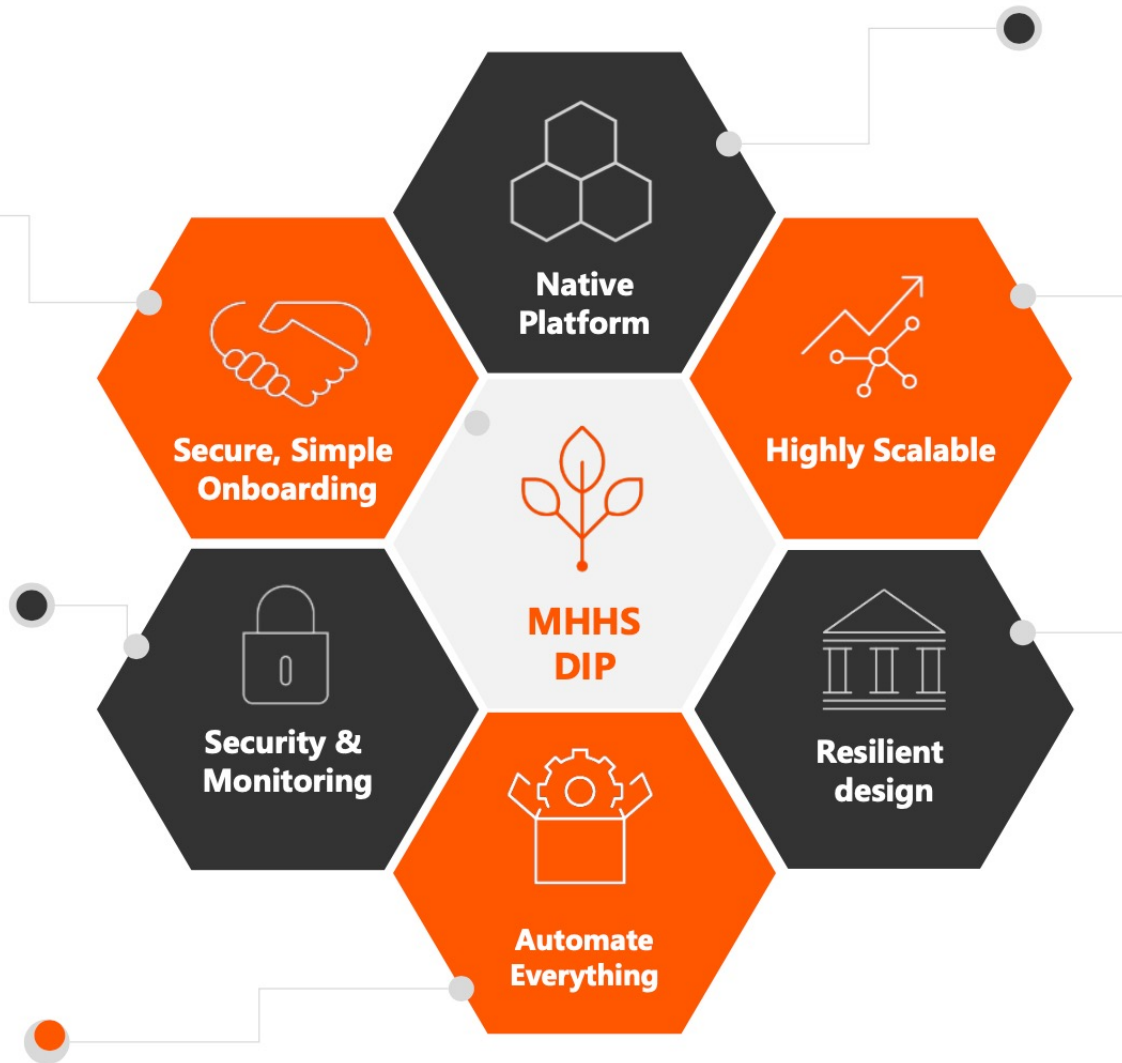 Native
Platform
Secure, Simple
Onboarding
Highly Scalable
MHHS
DIP
Security &
Monitoring
Resilient
design
Automate
Everything